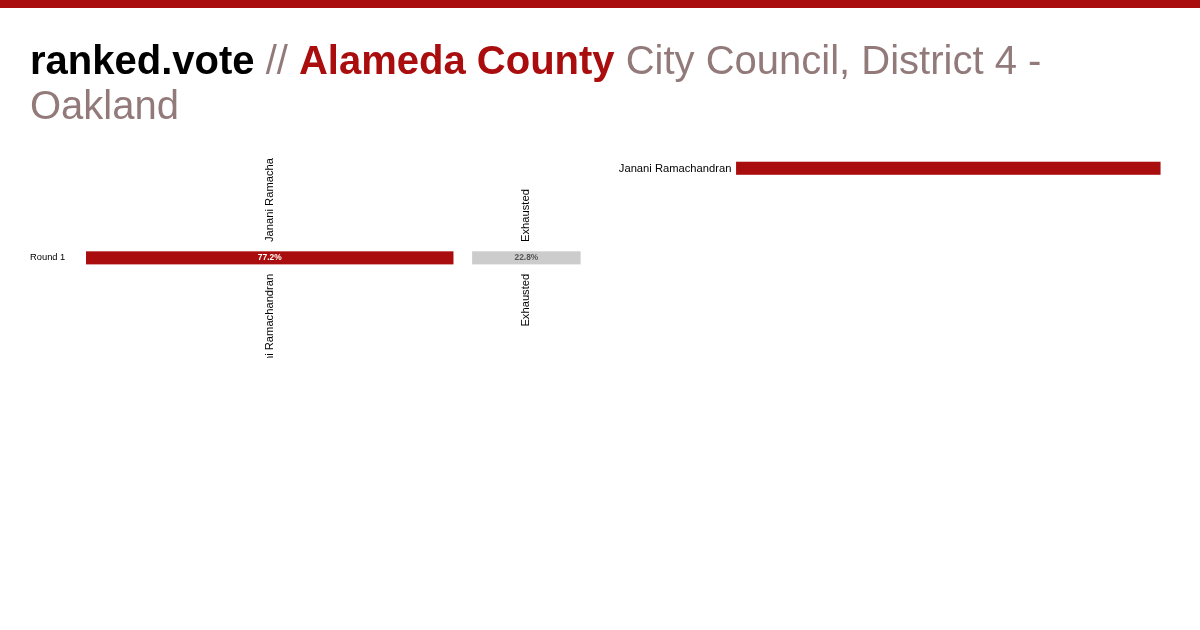 ranked.vote // Alameda County City Council, District 4 -
Oakland
Janani Ramacha
Exhausted
Janani Ramachandran
Round 1
77.2%
22.8%
ni Ramachandran
Exhausted